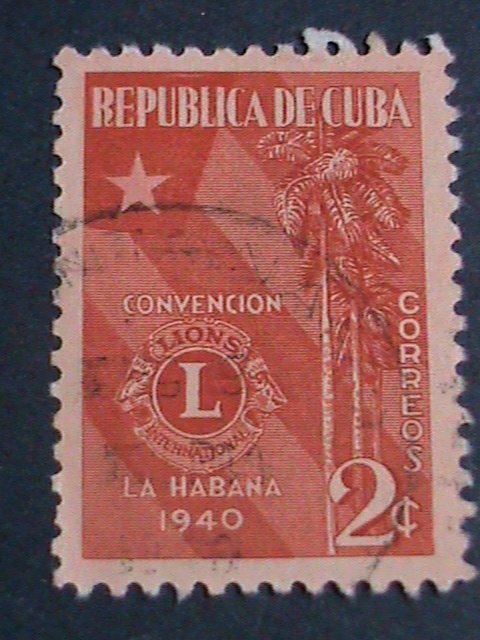 REPUBLICA DE CUBA
CONVENCION
LIONS
L
INTERNATIONAL
LA HABANA
1940
CORREOS
2¢